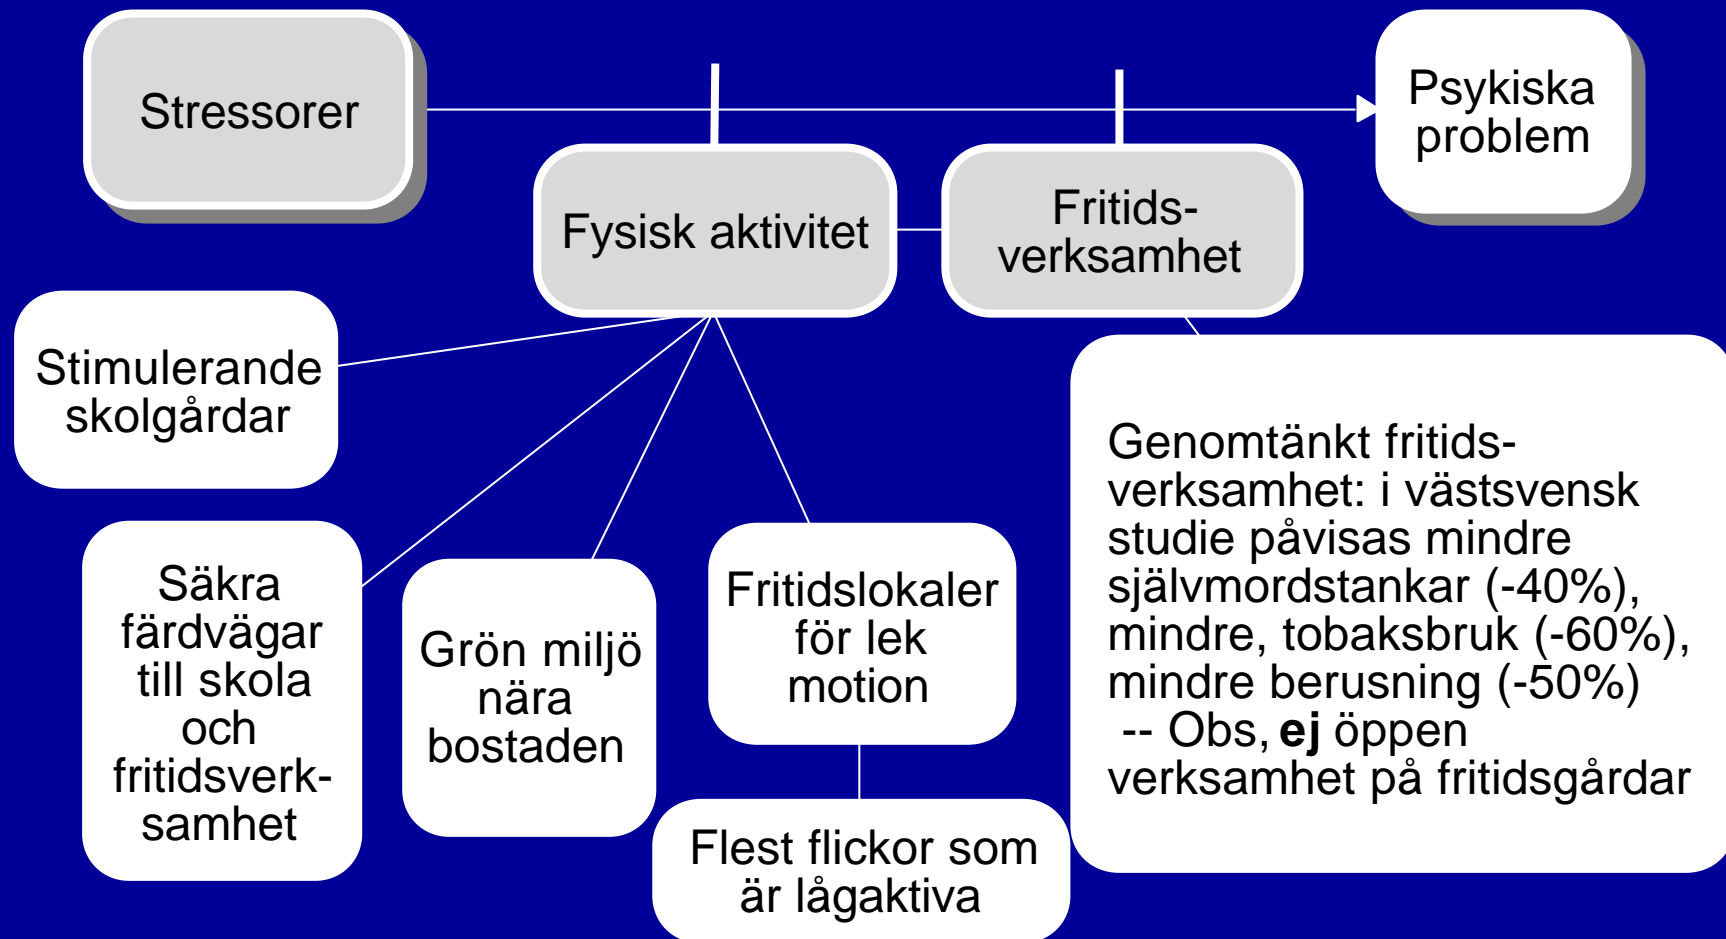 Stressorer
Psykiska
problem
Fysisk aktivitet
Fritids-
verksamhet
Stimulerande
skolgårdar
Säkra
färdvägar
till skola
och
fritidsverk-
samhet
Grön miljö
nära
bostaden
Fritidslokaler
för lek
motion
Flest flickor som
är lågaktiva
Genomtänkt fritids-
verksamhet: i västsvensk
studie påvisas mindre
självmordstankar (-40%),
mindre, tobaksbruk (-60%),
mindre berusning (-50%)
-- Obs, ej öppen
verksamhet på fritidsgårdar